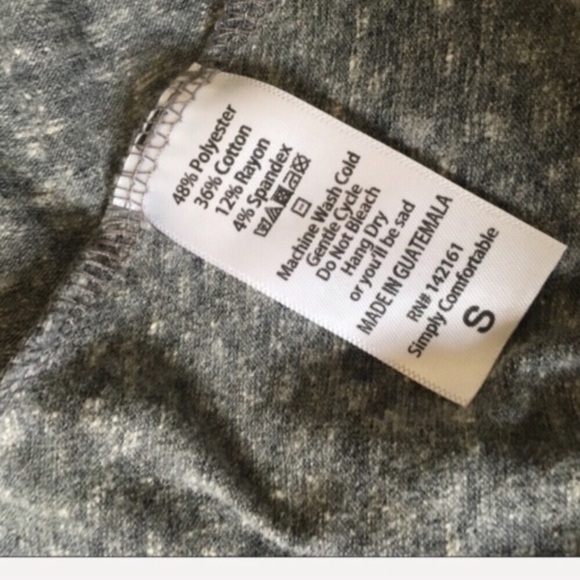 48% Polyester
36% Cotton
12% Rayon
4% Spandex
Machine Wash Cold
Gentle Cycle
Do Not Bleach
Hang Dry
or you'll be sad
MADE IN GUATEMALA
RN# 142161
Simply Comfortable
S